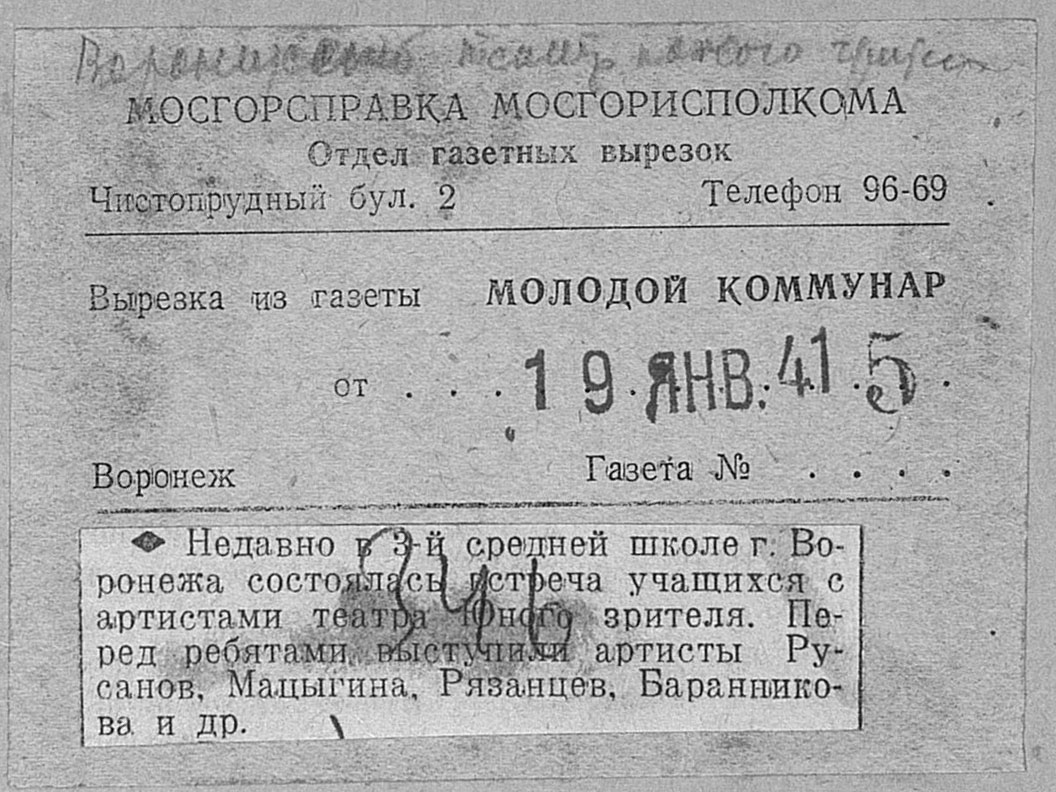 Воронежский театр юного зрителя
МОСГОРСПРАВКА МОСГОРИСПОЛКОМА
Отдел газетных вырезок
Чистопрудный бул. 2 Телефон 96-69
Вырезка из газеты МОЛОДОЙ КОММУНАР
от . . . 19 ЯНВ. 41 5 .
Воронеж Газета № . . . .
◆ Недавно в 3-й средней школе г. Во-
ронежа состоялась встреча учащихся с
артистами театра юного зрителя. Пе-
ред ребятами выступили артисты Ру-
санов, Мацыгина, Рязанцев, Баранников-
ва и др.